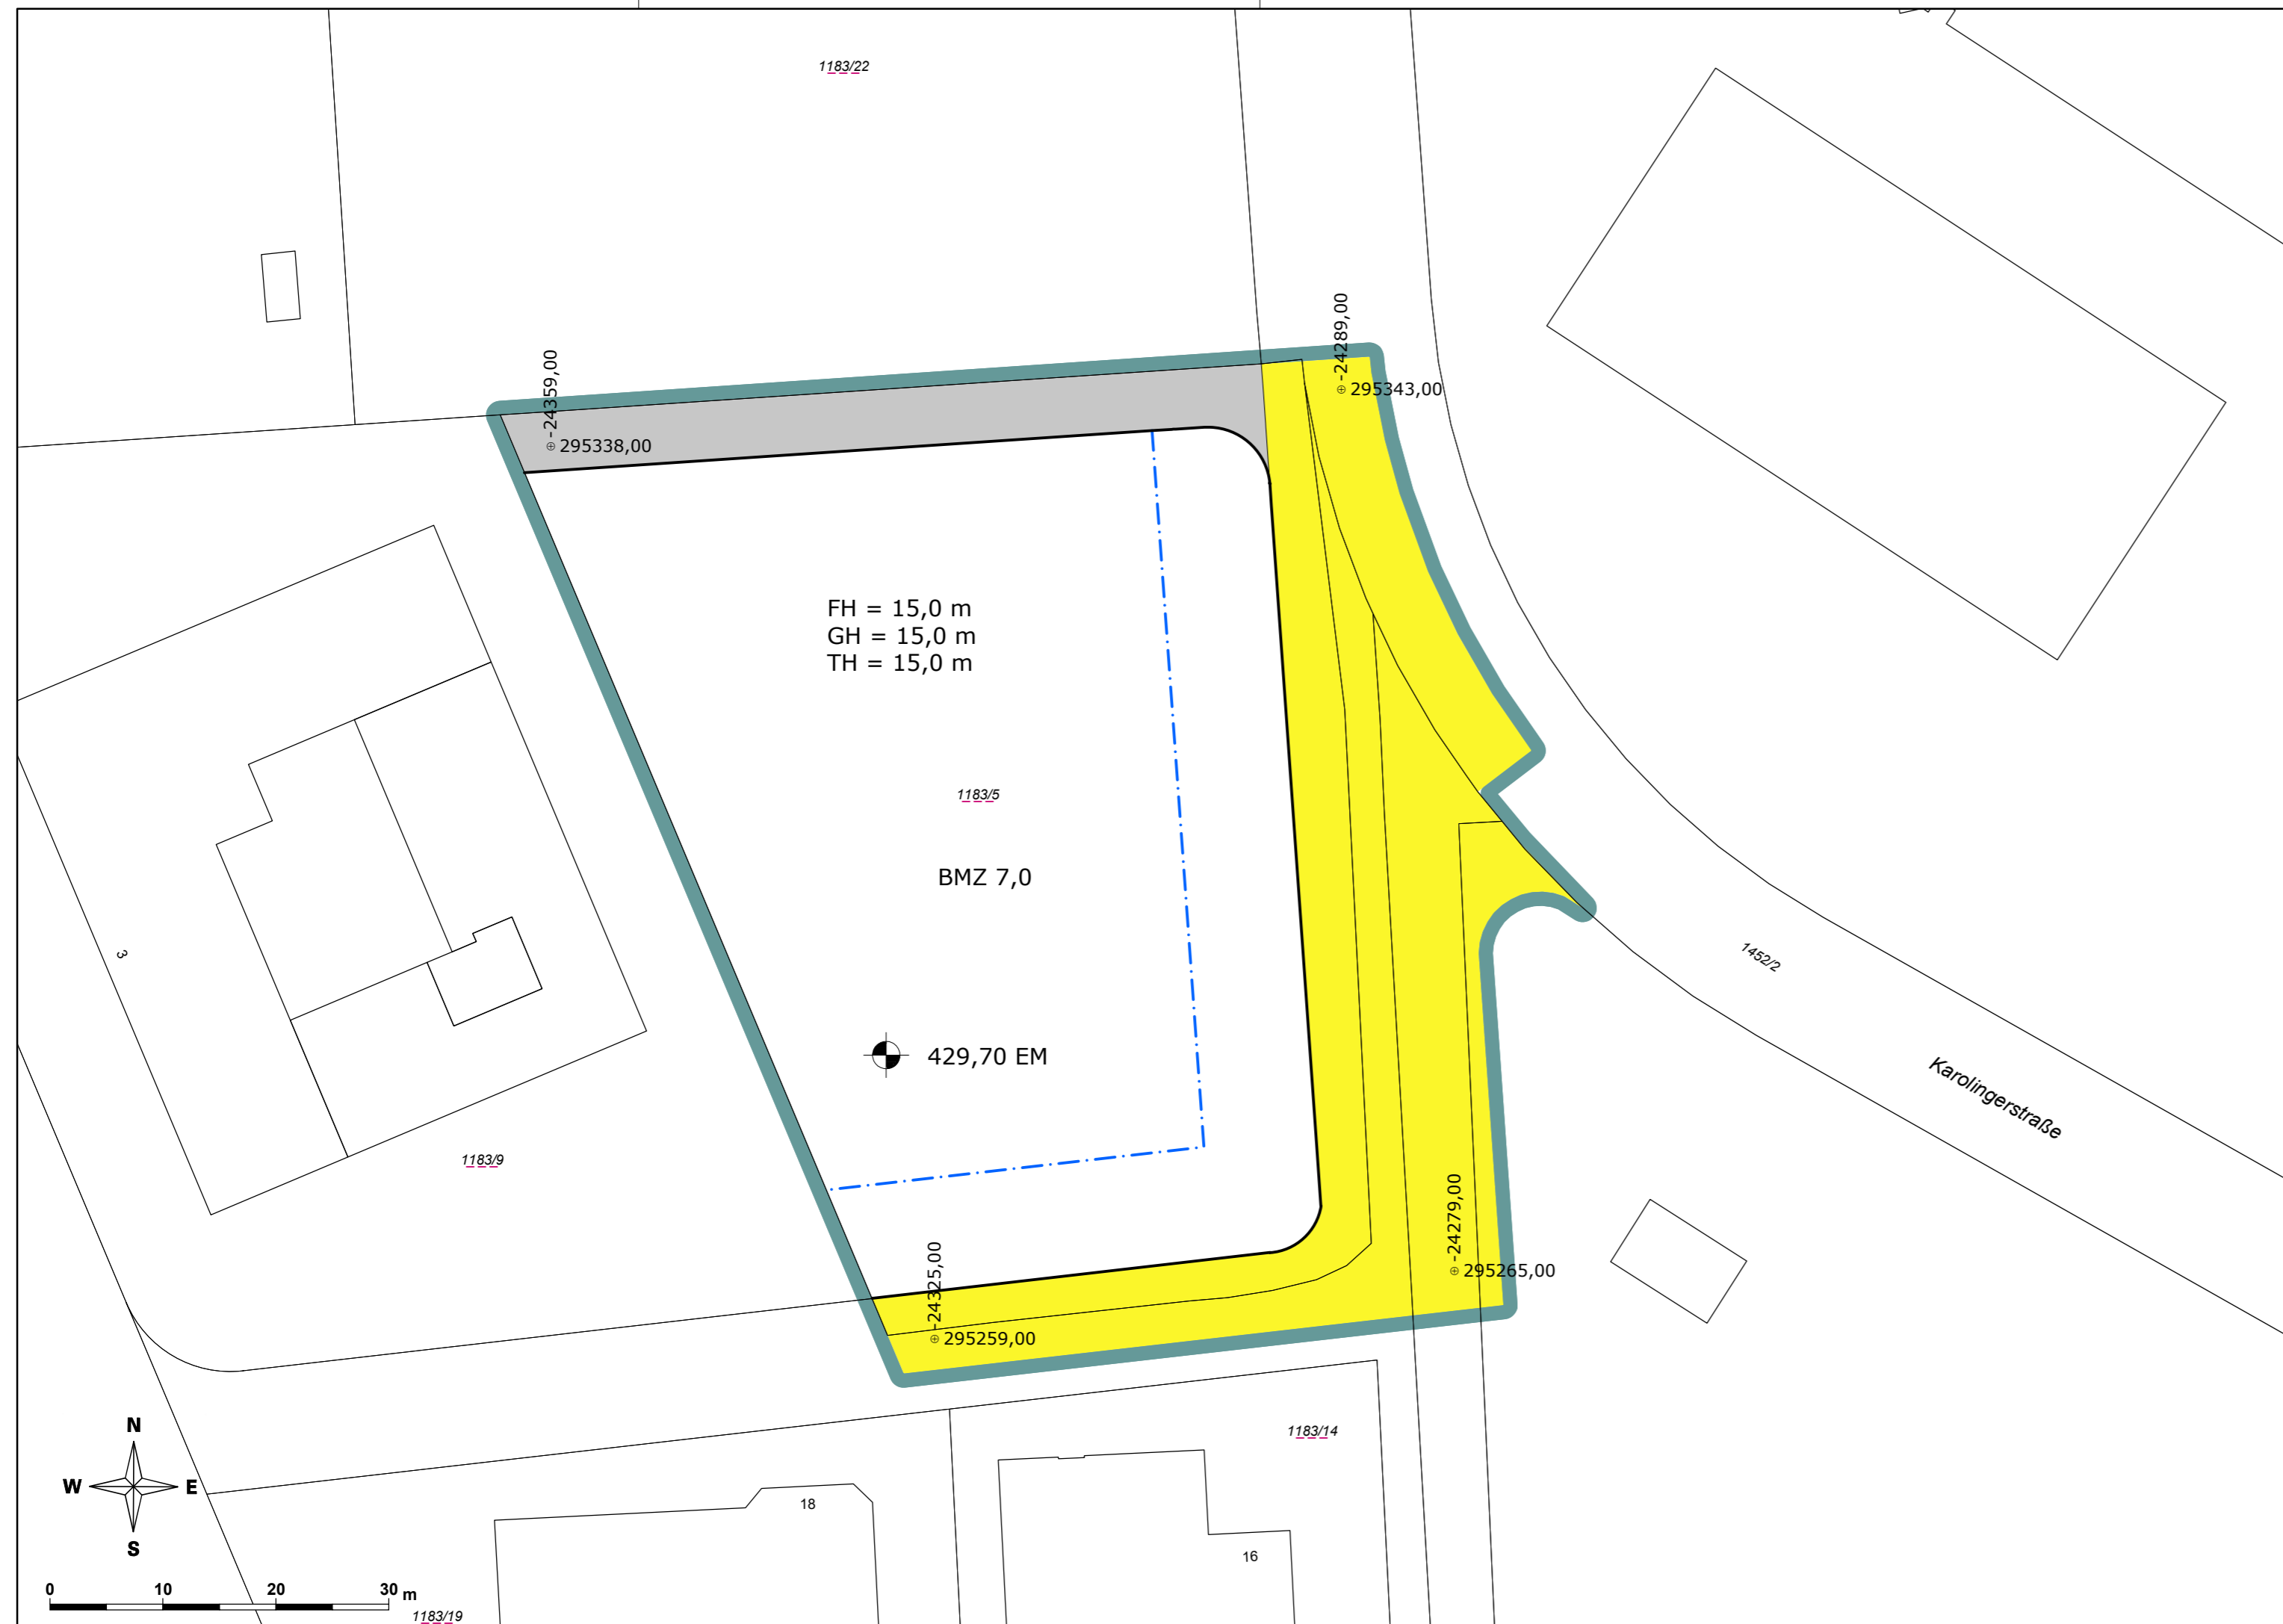 1183/22
-24289,00
295343,00
-24359,00
295338,00
FH = 15,0 m
GH = 15,0 m
TH = 15,0 m
1183/5
BMZ 7,0
3
1452/2
429,70 EM
Karolingerstraße
1183/9
-24279,00
295265,00
-24325,00
295259,00
N
W E
S
1183/14
18
16
0 10 20 30 m
1183/19